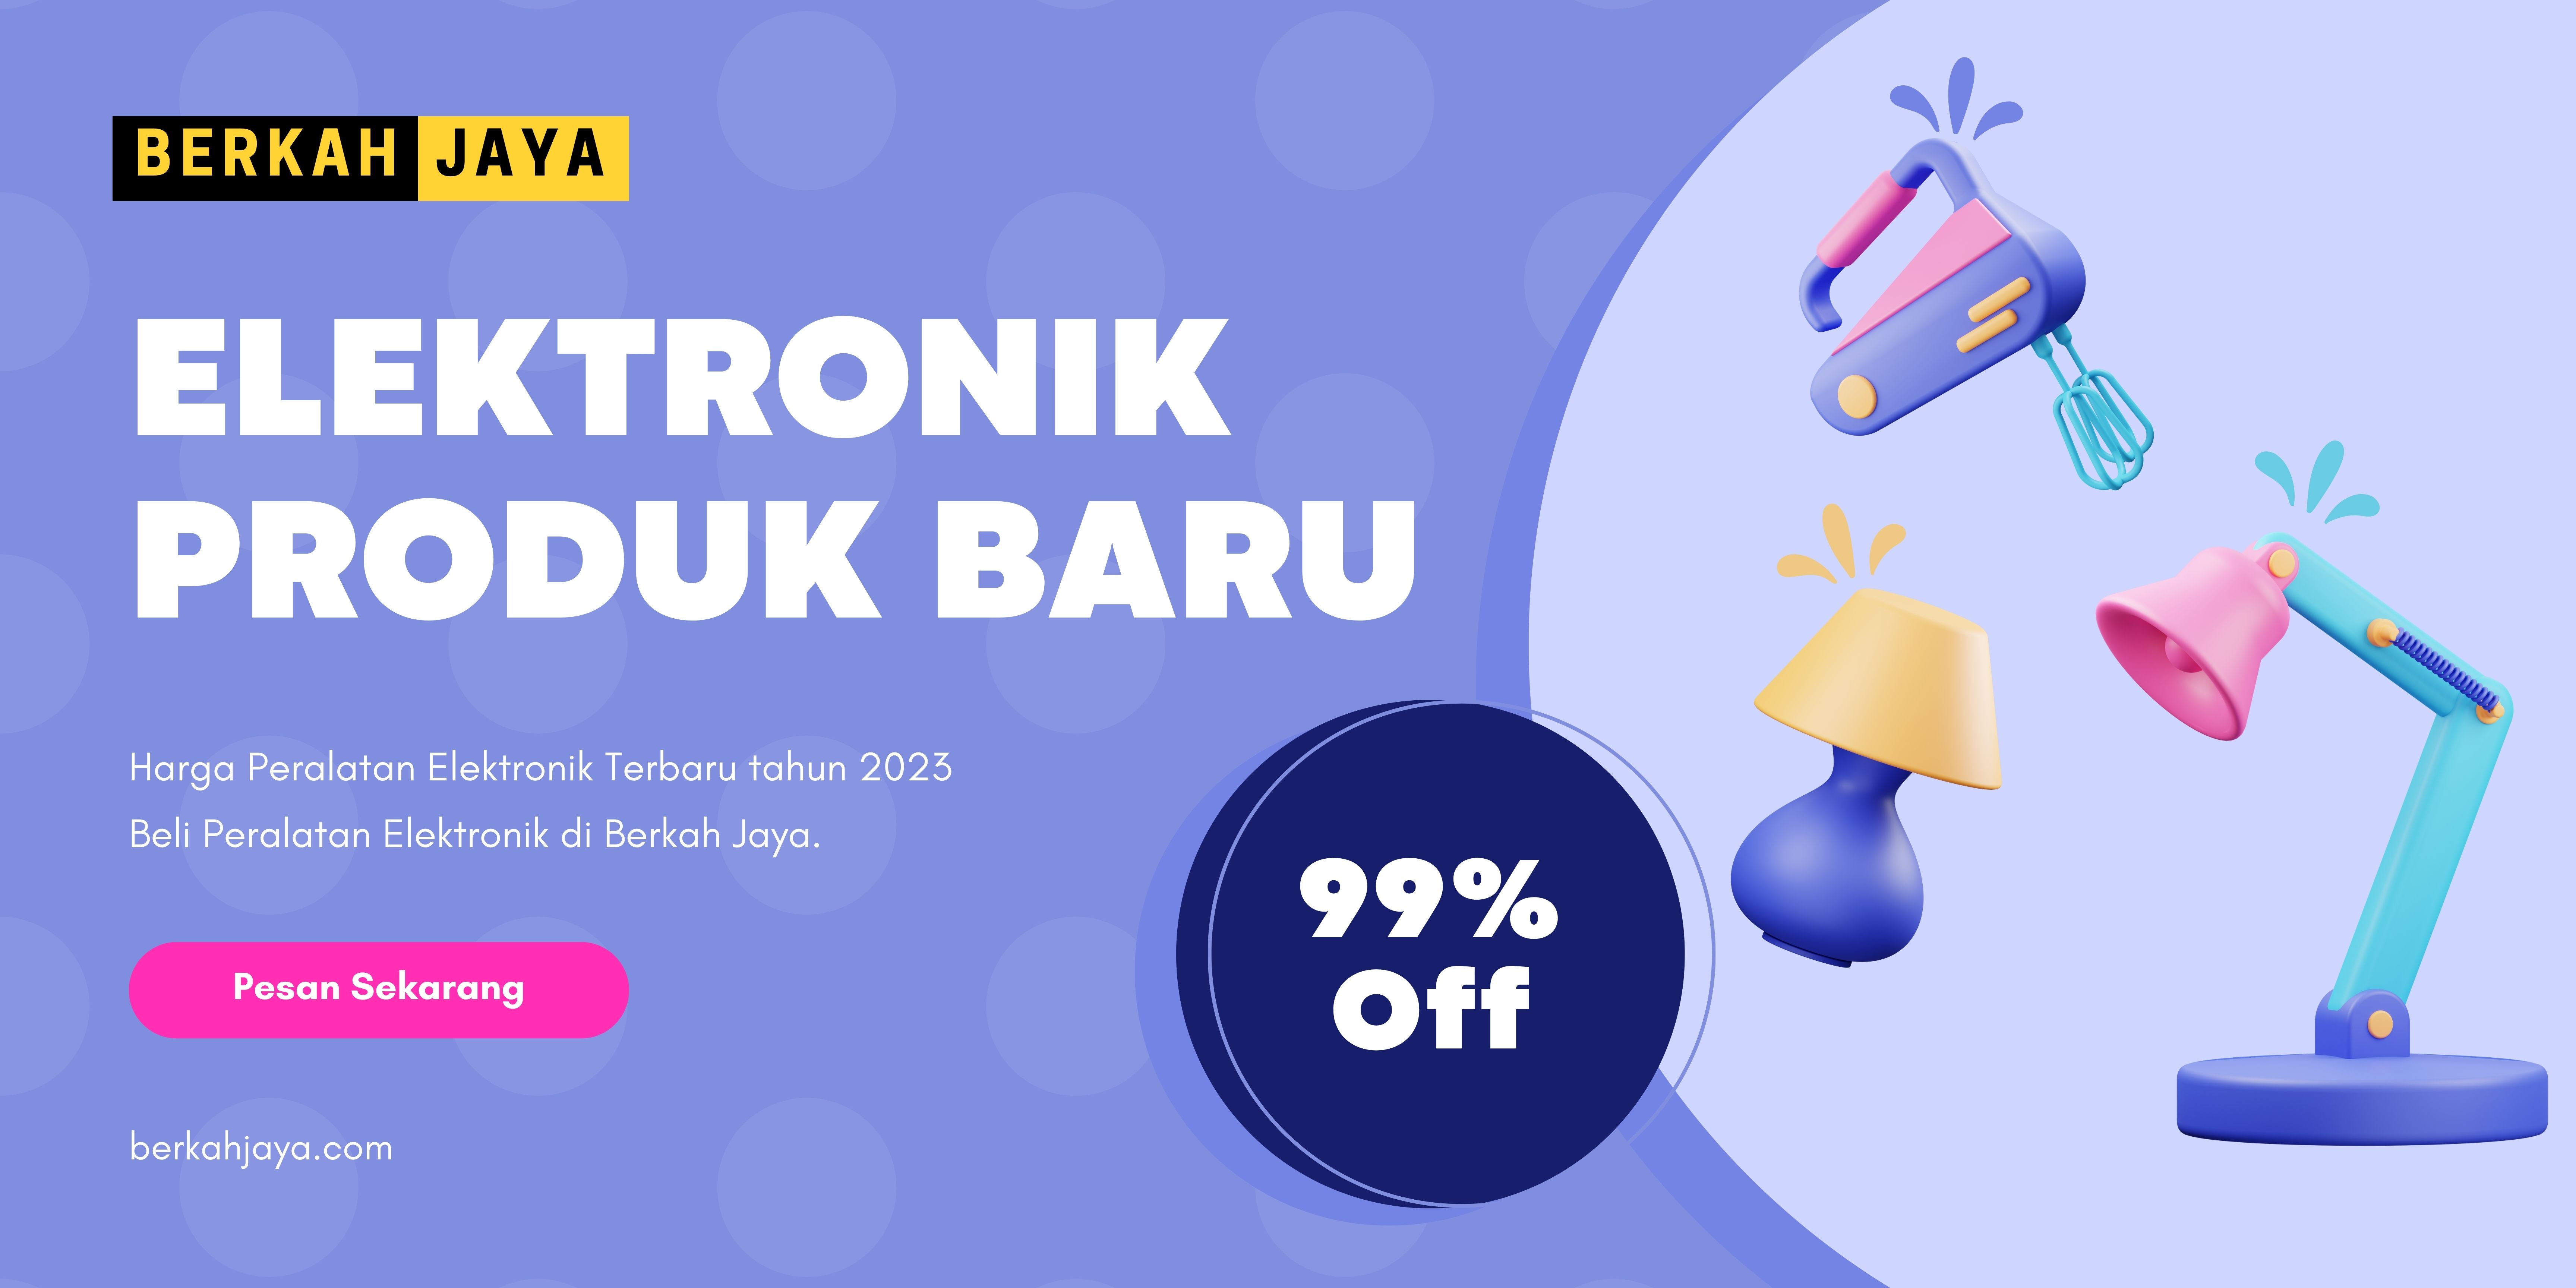 BERKAH JAYA
ELEKTRONIK
PRODUK BARU
Harga Peralatan Elektronik Terbaru tahun 2023
Beli Peralatan Elektronik di Berkah Jaya.
Pesan Sekarang
berkahjaya.com
99%
Off